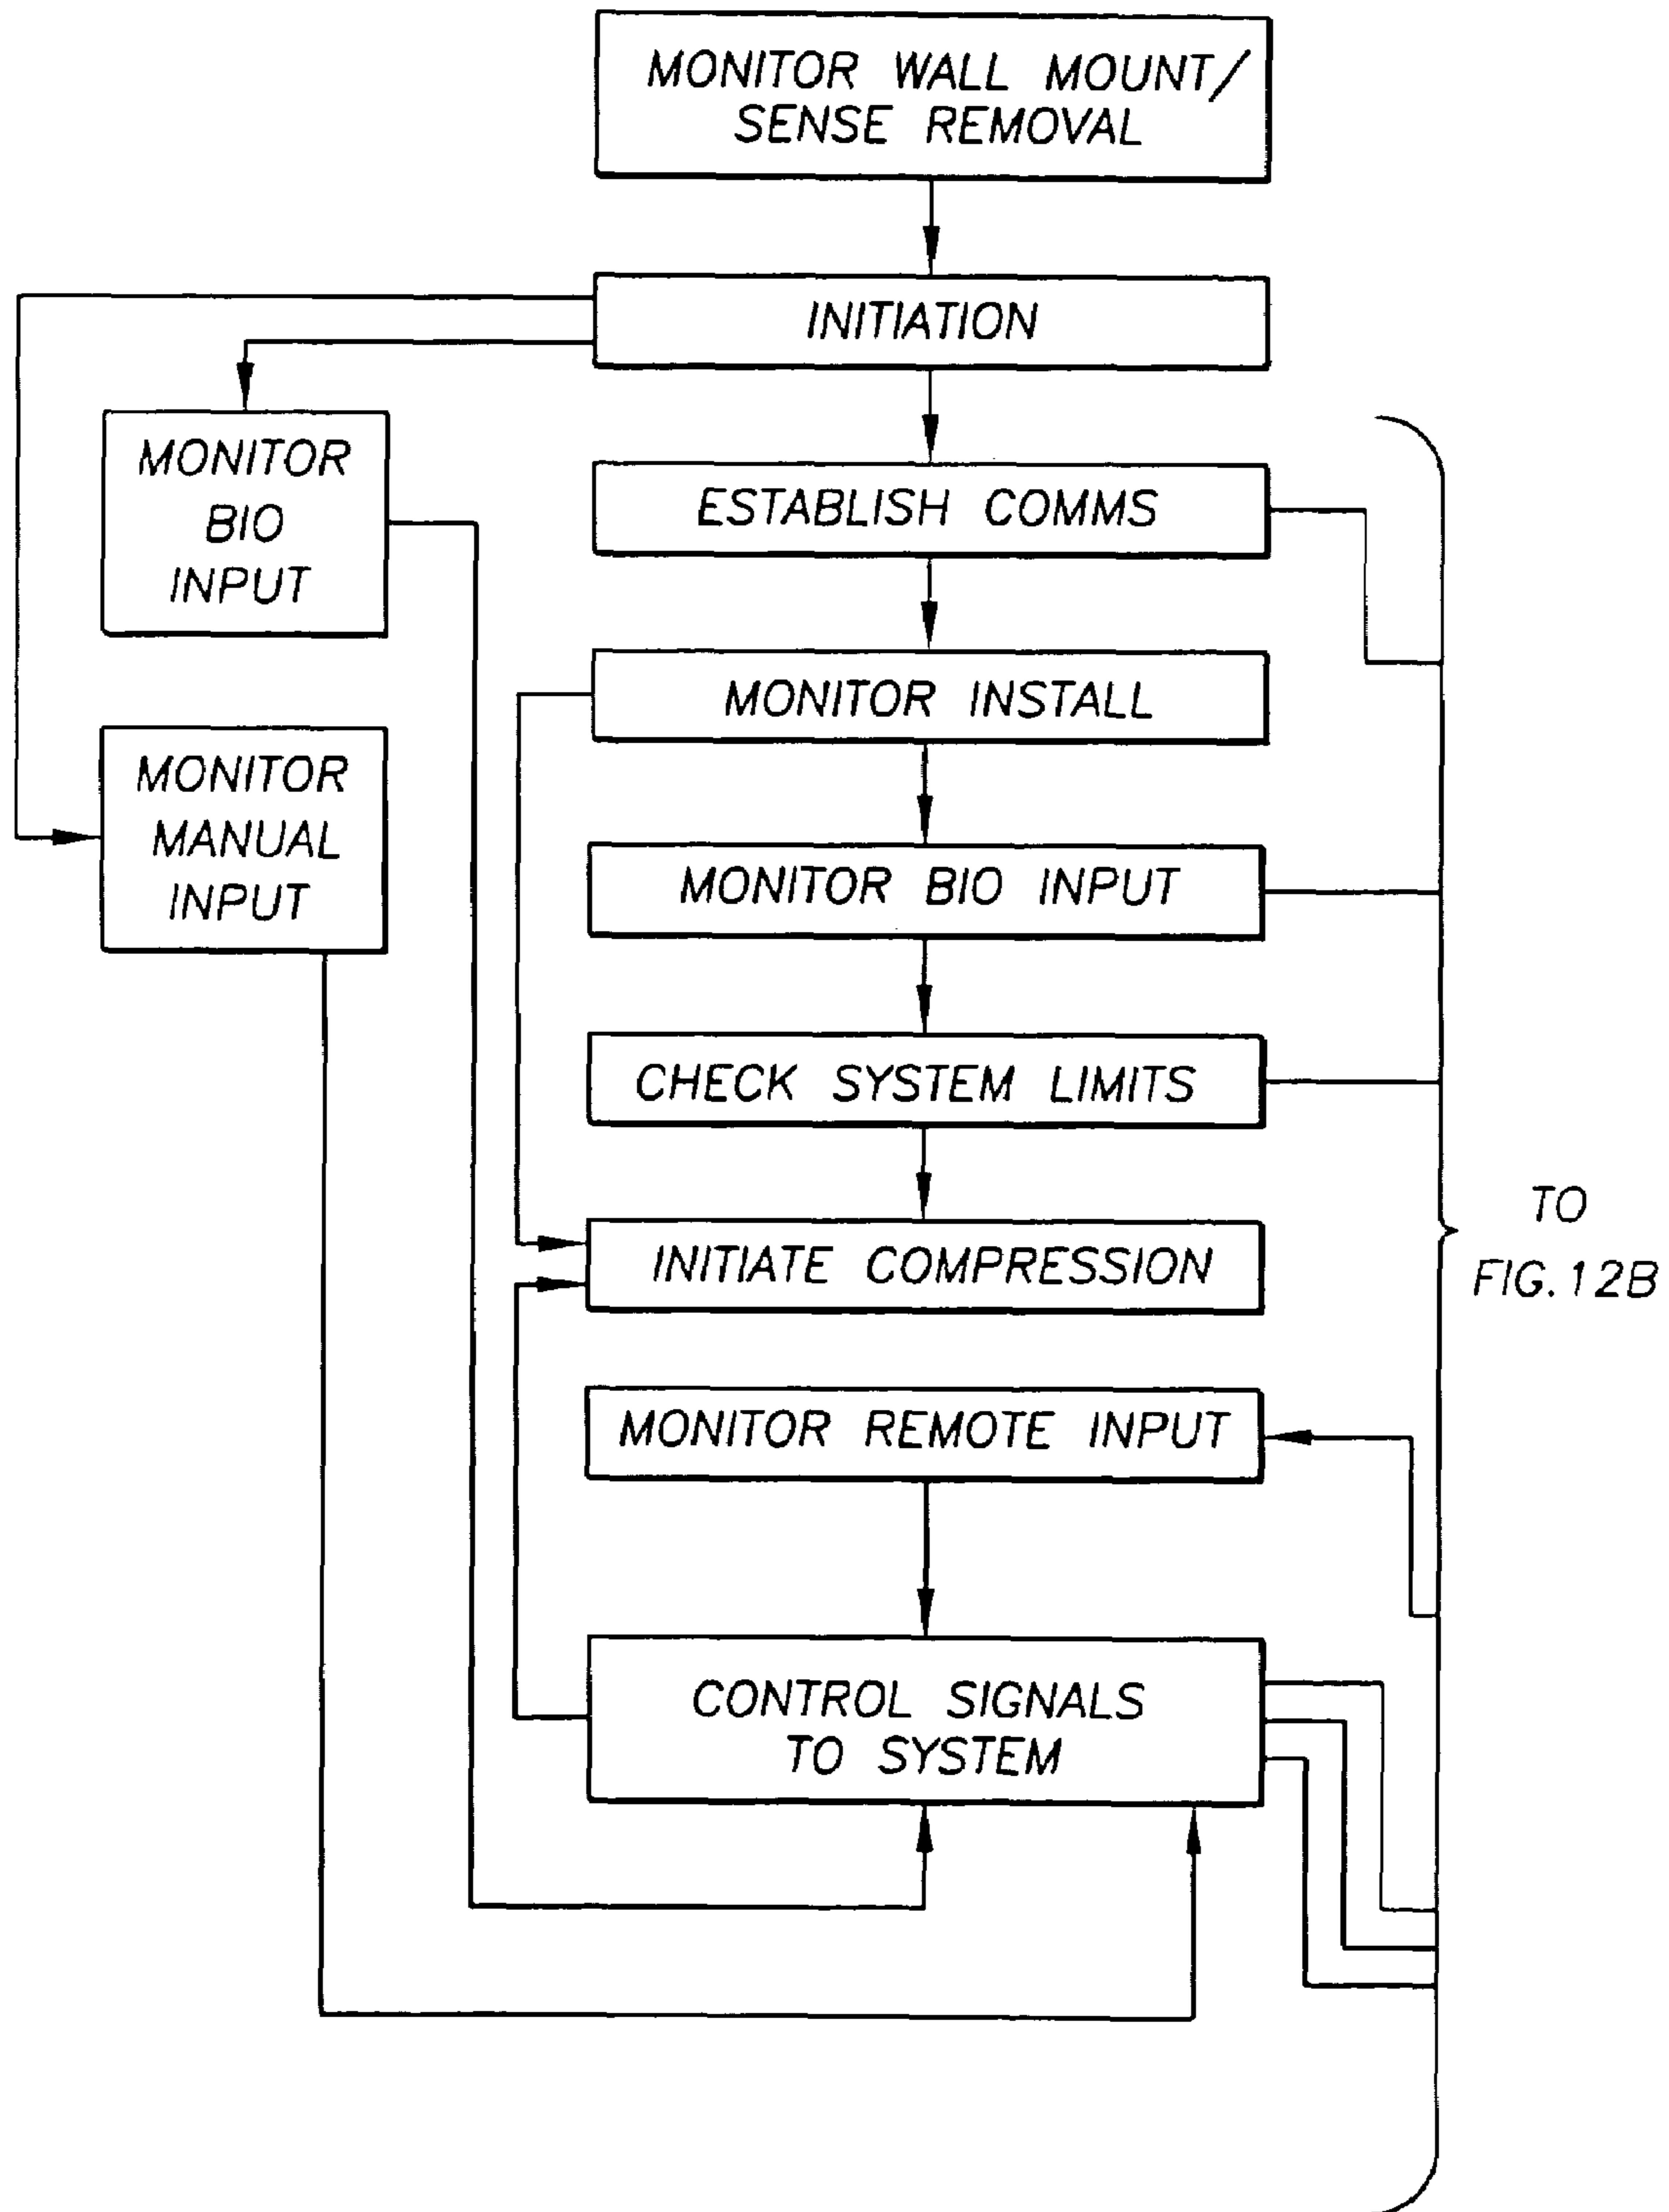 MONITOR WALL MOUNT/
SENSE REMOVAL
INITIATION
MONITOR
BIO
INPUT
ESTABLISH COMMS
MONITOR INSTALL
MONITOR
MANUAL
INPUT
MONITOR BIO INPUT
CHECK SYSTEM LIMITS
INITIATE COMPRESSION
TO
FIG. 12B
MONITOR REMOTE INPUT
CONTROL SIGNALS
TO SYSTEM